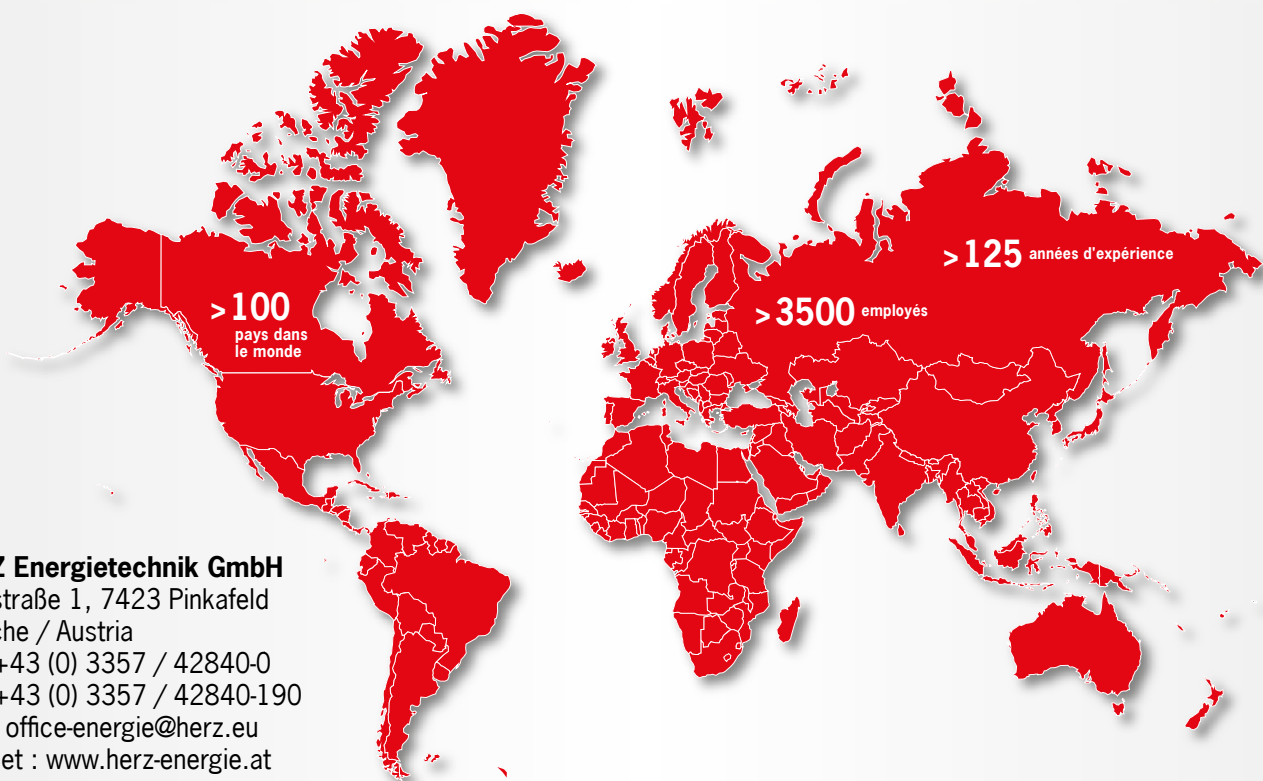 > 125 années d'expérience
> 100
pays dans
le monde
> 3500 employés
Z Energietechnik GmbH
straße 1, 7423 Pinkafeld
che / Austria
+43 (0) 3357 / 42840-0
+43 (0) 3357 / 42840-190
office-energie@herz.eu
et : www.herz-energie.at